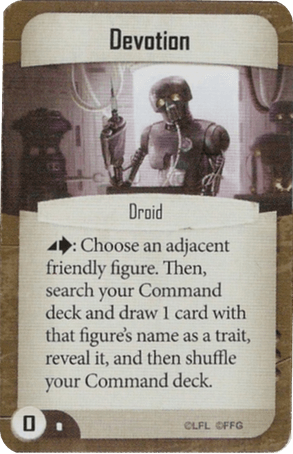 Devotion
Droid
: Choose an adjacent
friendly figure. Then,
search your Command
deck and draw 1 card with
that figure's name as a trait,
reveal it, and then shuffle
your Command deck.
0
©LFL ©FFG